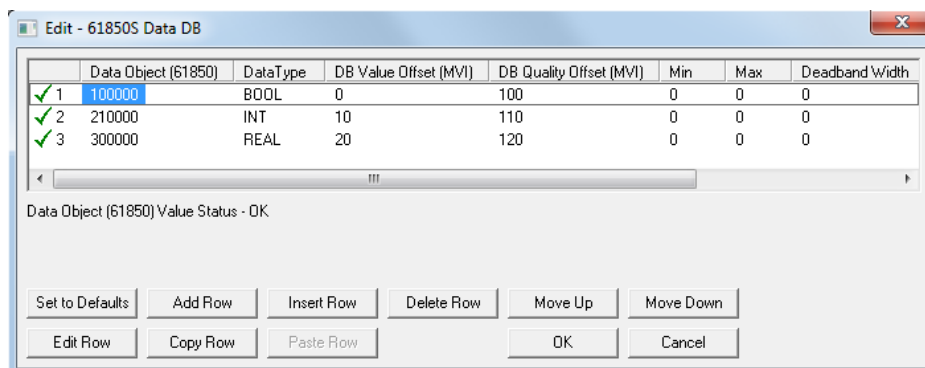 Edit - 61850S Data DB
Data Object (61850) DataType DB Value Offset (MVI) DB Quality Offset (MVI) Min Max Deadband Width
1 100000 BOOL 0 100 0 0 0
2 210000 INT 10 110 0 0 0
3 300000 REAL 20 120 0 0 0
Data Object (61850) Value Status - OK
Set to Defaults Add Row Insert Row Delete Row Move Up Move Down
Edit Row Copy Row Paste Row OK Cancel